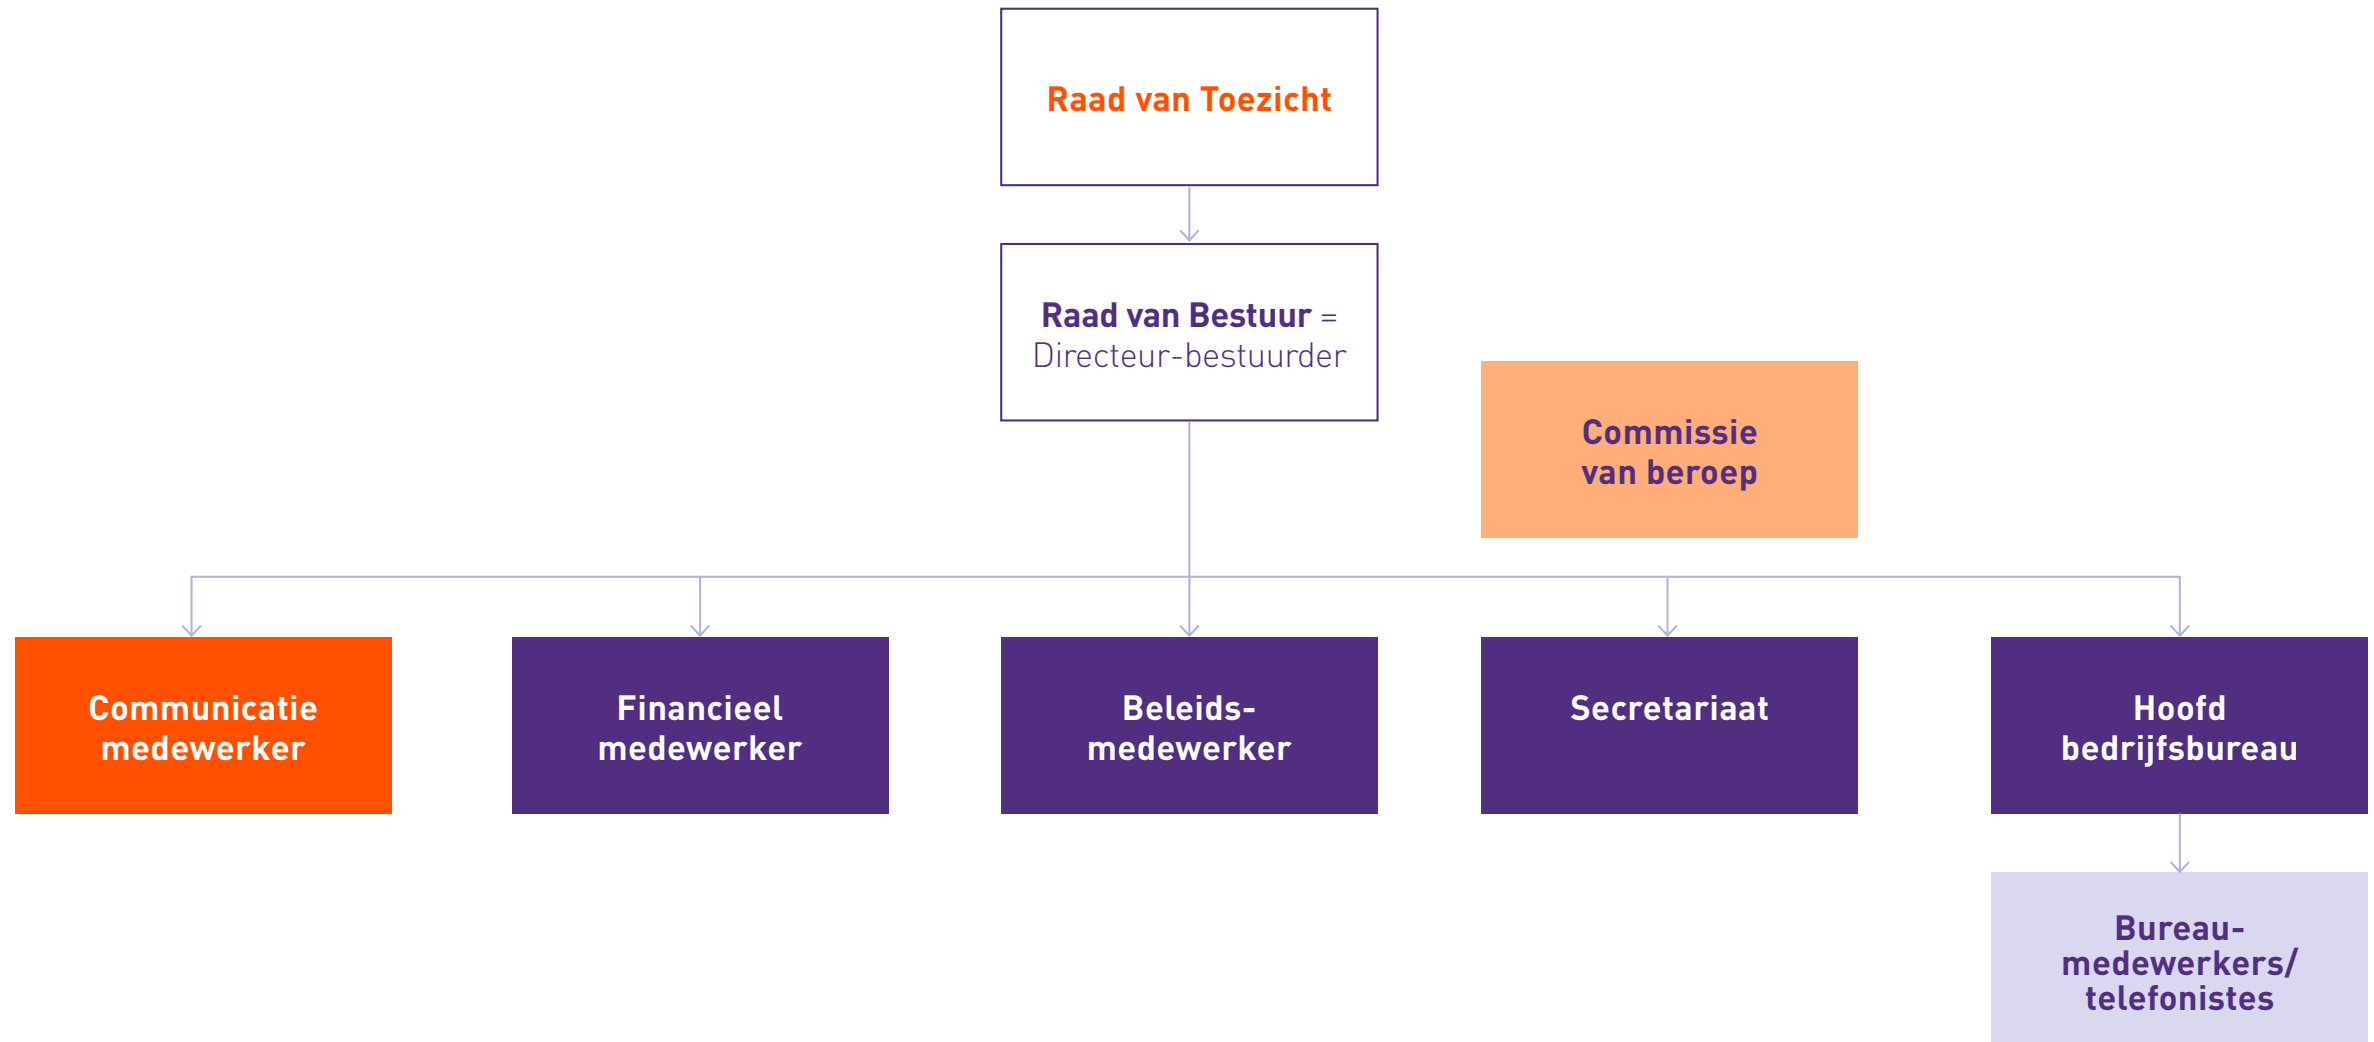 Raad van Toezicht
Raad van Bestuur =
Directeur-bestuurder
Commissie
van beroep
Communicatie
medewerker
Financieel
medewerker
Beleids-
medewerker
Secretariaat
Hoofd
bedrijfsbureau
Bureau-
medewerkers/
telefonistes